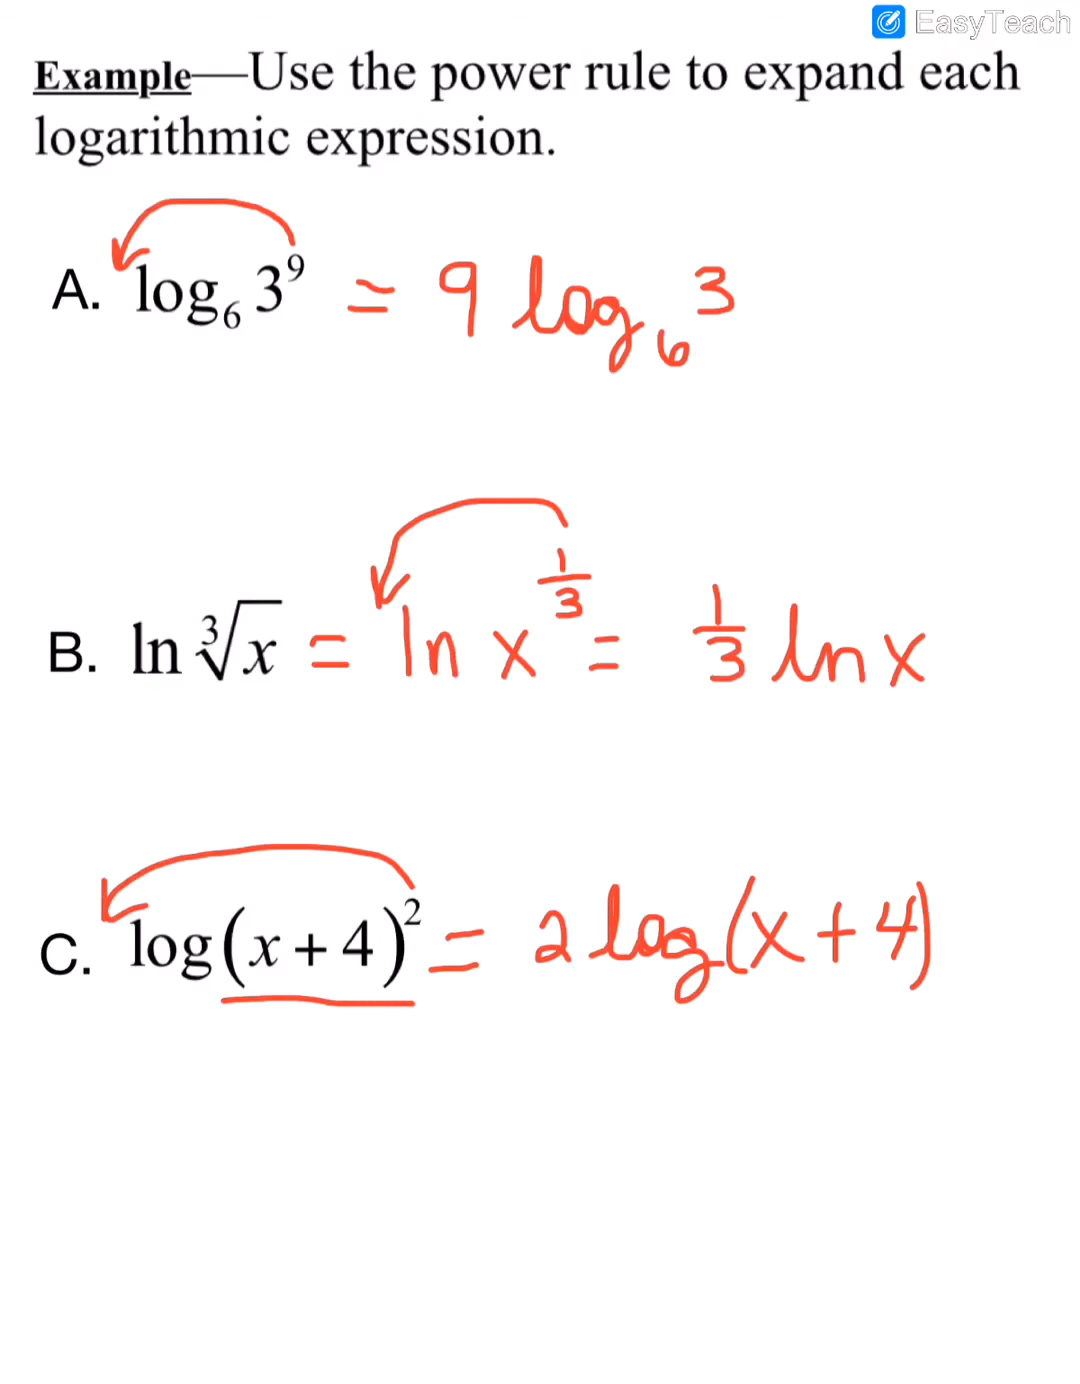 EasyTeach
Example—Use the power rule to expand each
logarithmic expression.
A. log₆ 3⁹ = 9 log₆ 3
B. ln ∛x = ln x^(1/3) = 1/3 ln x
C. log(x + 4)² = 2 log(x + 4)